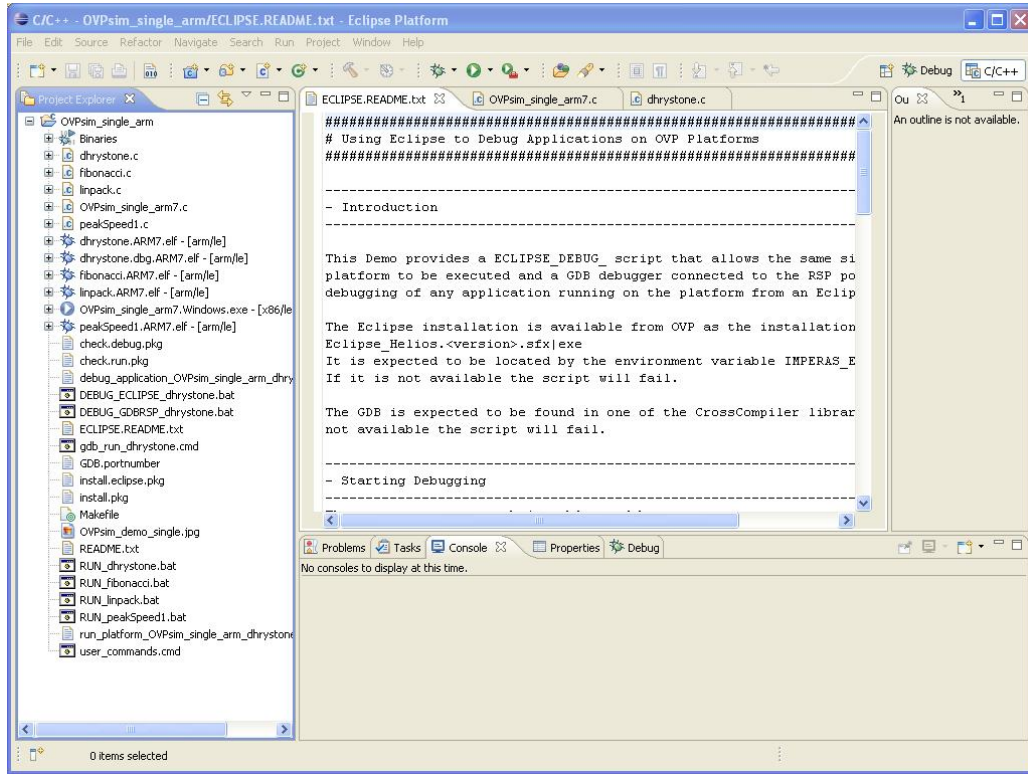 C/C++ - OVPsim_single_arm/ECLIPSE.README.txt - Eclipse Platform
File Edit Source Refactor Navigate Search Run Project Window Help
Debug C/C++
Project Explorer
OVPsim_single_arm
Binaries
dhrystone.c
fibonacci.c
linpack.c
OVPsim_single_arm7.c
peakSpeed1.c
dhrystone.ARM7.elf - [arm/le]
dhrystone.dbg.ARM7.elf - [arm/le]
fibonacci.ARM7.elf - [arm/le]
linpack.ARM7.elf - [arm/le]
OVPsim_single_arm7.Windows.exe - [x86/le
peakSpeed1.ARM7.elf - [arm/le]
check.debug.pkg
check.run.pkg
debug_application_OVPsim_single_arm_dhry
DEBUG_ECLIPSE_dhrystone.bat
DEBUG_GDBRSP_dhrystone.bat
ECLIPSE.README.txt
gdb_run_dhrystone.cmd
GDB.portnumber
install.eclipse.pkg
install.pkg
Makefile
OVPsim_demo_single.jpg
README.txt
RUN_dhrystone.bat
RUN_fibonacci.bat
RUN_linpack.bat
RUN_peakSpeed1.bat
run_platform_OVPsim_single_arm_dhrystone
user_commands.cmd
ECLIPSE.README.txt OVPsim_single_arm7.c dhrystone.c
##################################################################
# Using Eclipse to Debug Applications on OVP Platforms
##################################################################
------------------------------------------------------------------
- Introduction
------------------------------------------------------------------
This Demo provides a ECLIPSE_DEBUG_ script that allows the same si
platform to be executed and a GDB debugger connected to the RSP po
debugging of any application running on the platform from an Eclip
The Eclipse installation is available from OVP as the installation
Eclipse_Helios.<version>.sfx|exe
It is expected to be located by the environment variable IMPERAS_E
If it is not available the script will fail.
The GDB is expected to be found in one of the CrossCompiler librar
not available the script will fail.
------------------------------------------------------------------
- Starting Debugging
------------------------------------------------------------------
Ou »1
An outline is not available.
Problems Tasks Console Properties Debug
No consoles to display at this time.
0 items selected